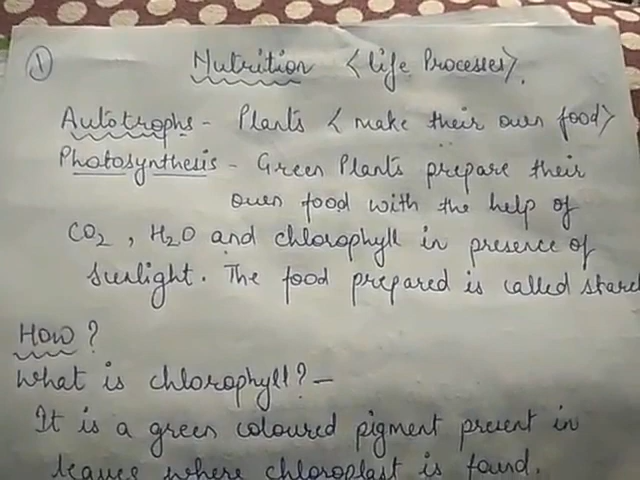 ① Nutrition <Life Processes>.
Autotrophs - Plants <make their own food>
Photosynthesis - Green Plants prepare their
own food with the help of
CO₂, H₂O and chlorophyll in presence of
sunlight. The food prepared is called starch
How?
What is chlorophyll? -
It is a green coloured pigment present in
leaves where chloroplast is found.